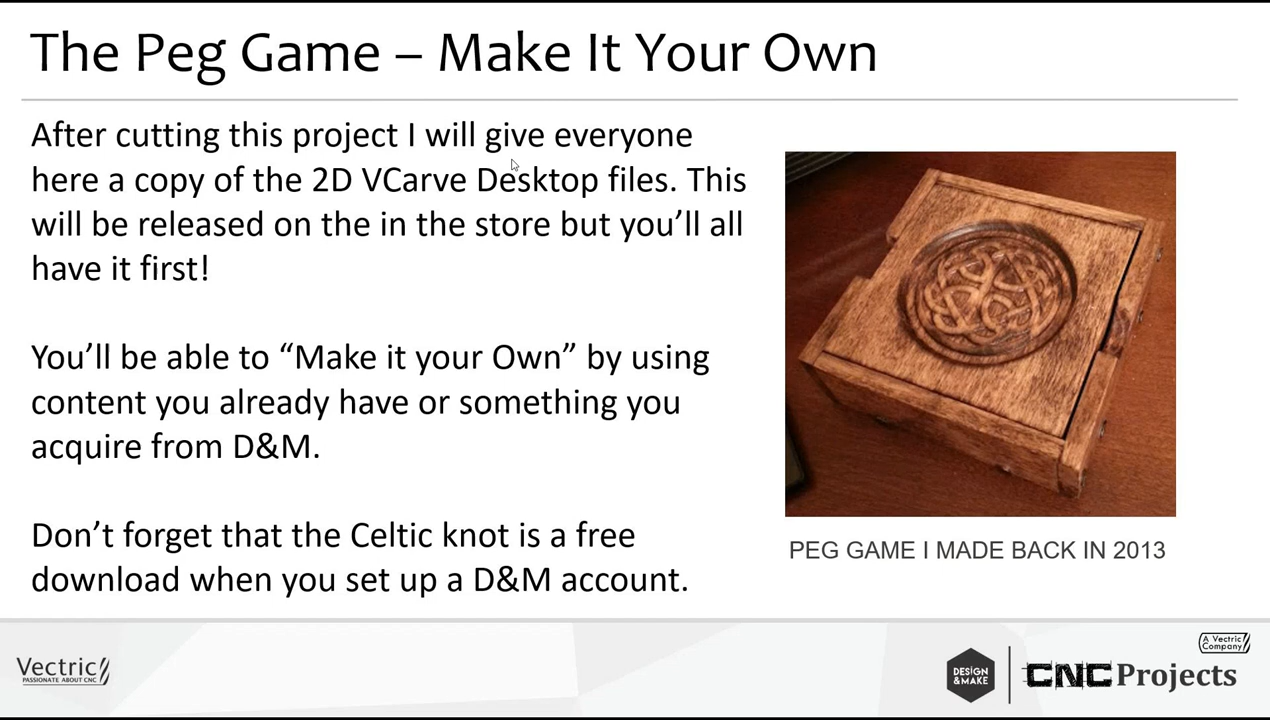 The Peg Game – Make It Your Own
After cutting this project I will give everyone
here a copy of the 2D VCarve Desktop files. This
will be released on the in the store but you’ll all
have it first!
You’ll be able to “Make it your Own” by using
content you already have or something you
acquire from D&M.
Don’t forget that the Celtic knot is a free
download when you set up a D&M account.
PEG GAME I MADE BACK IN 2013
Vectric
PASSIONATE ABOUT CNC
DESIGN
&MAKE
CNC Projects
A Vectric
Company